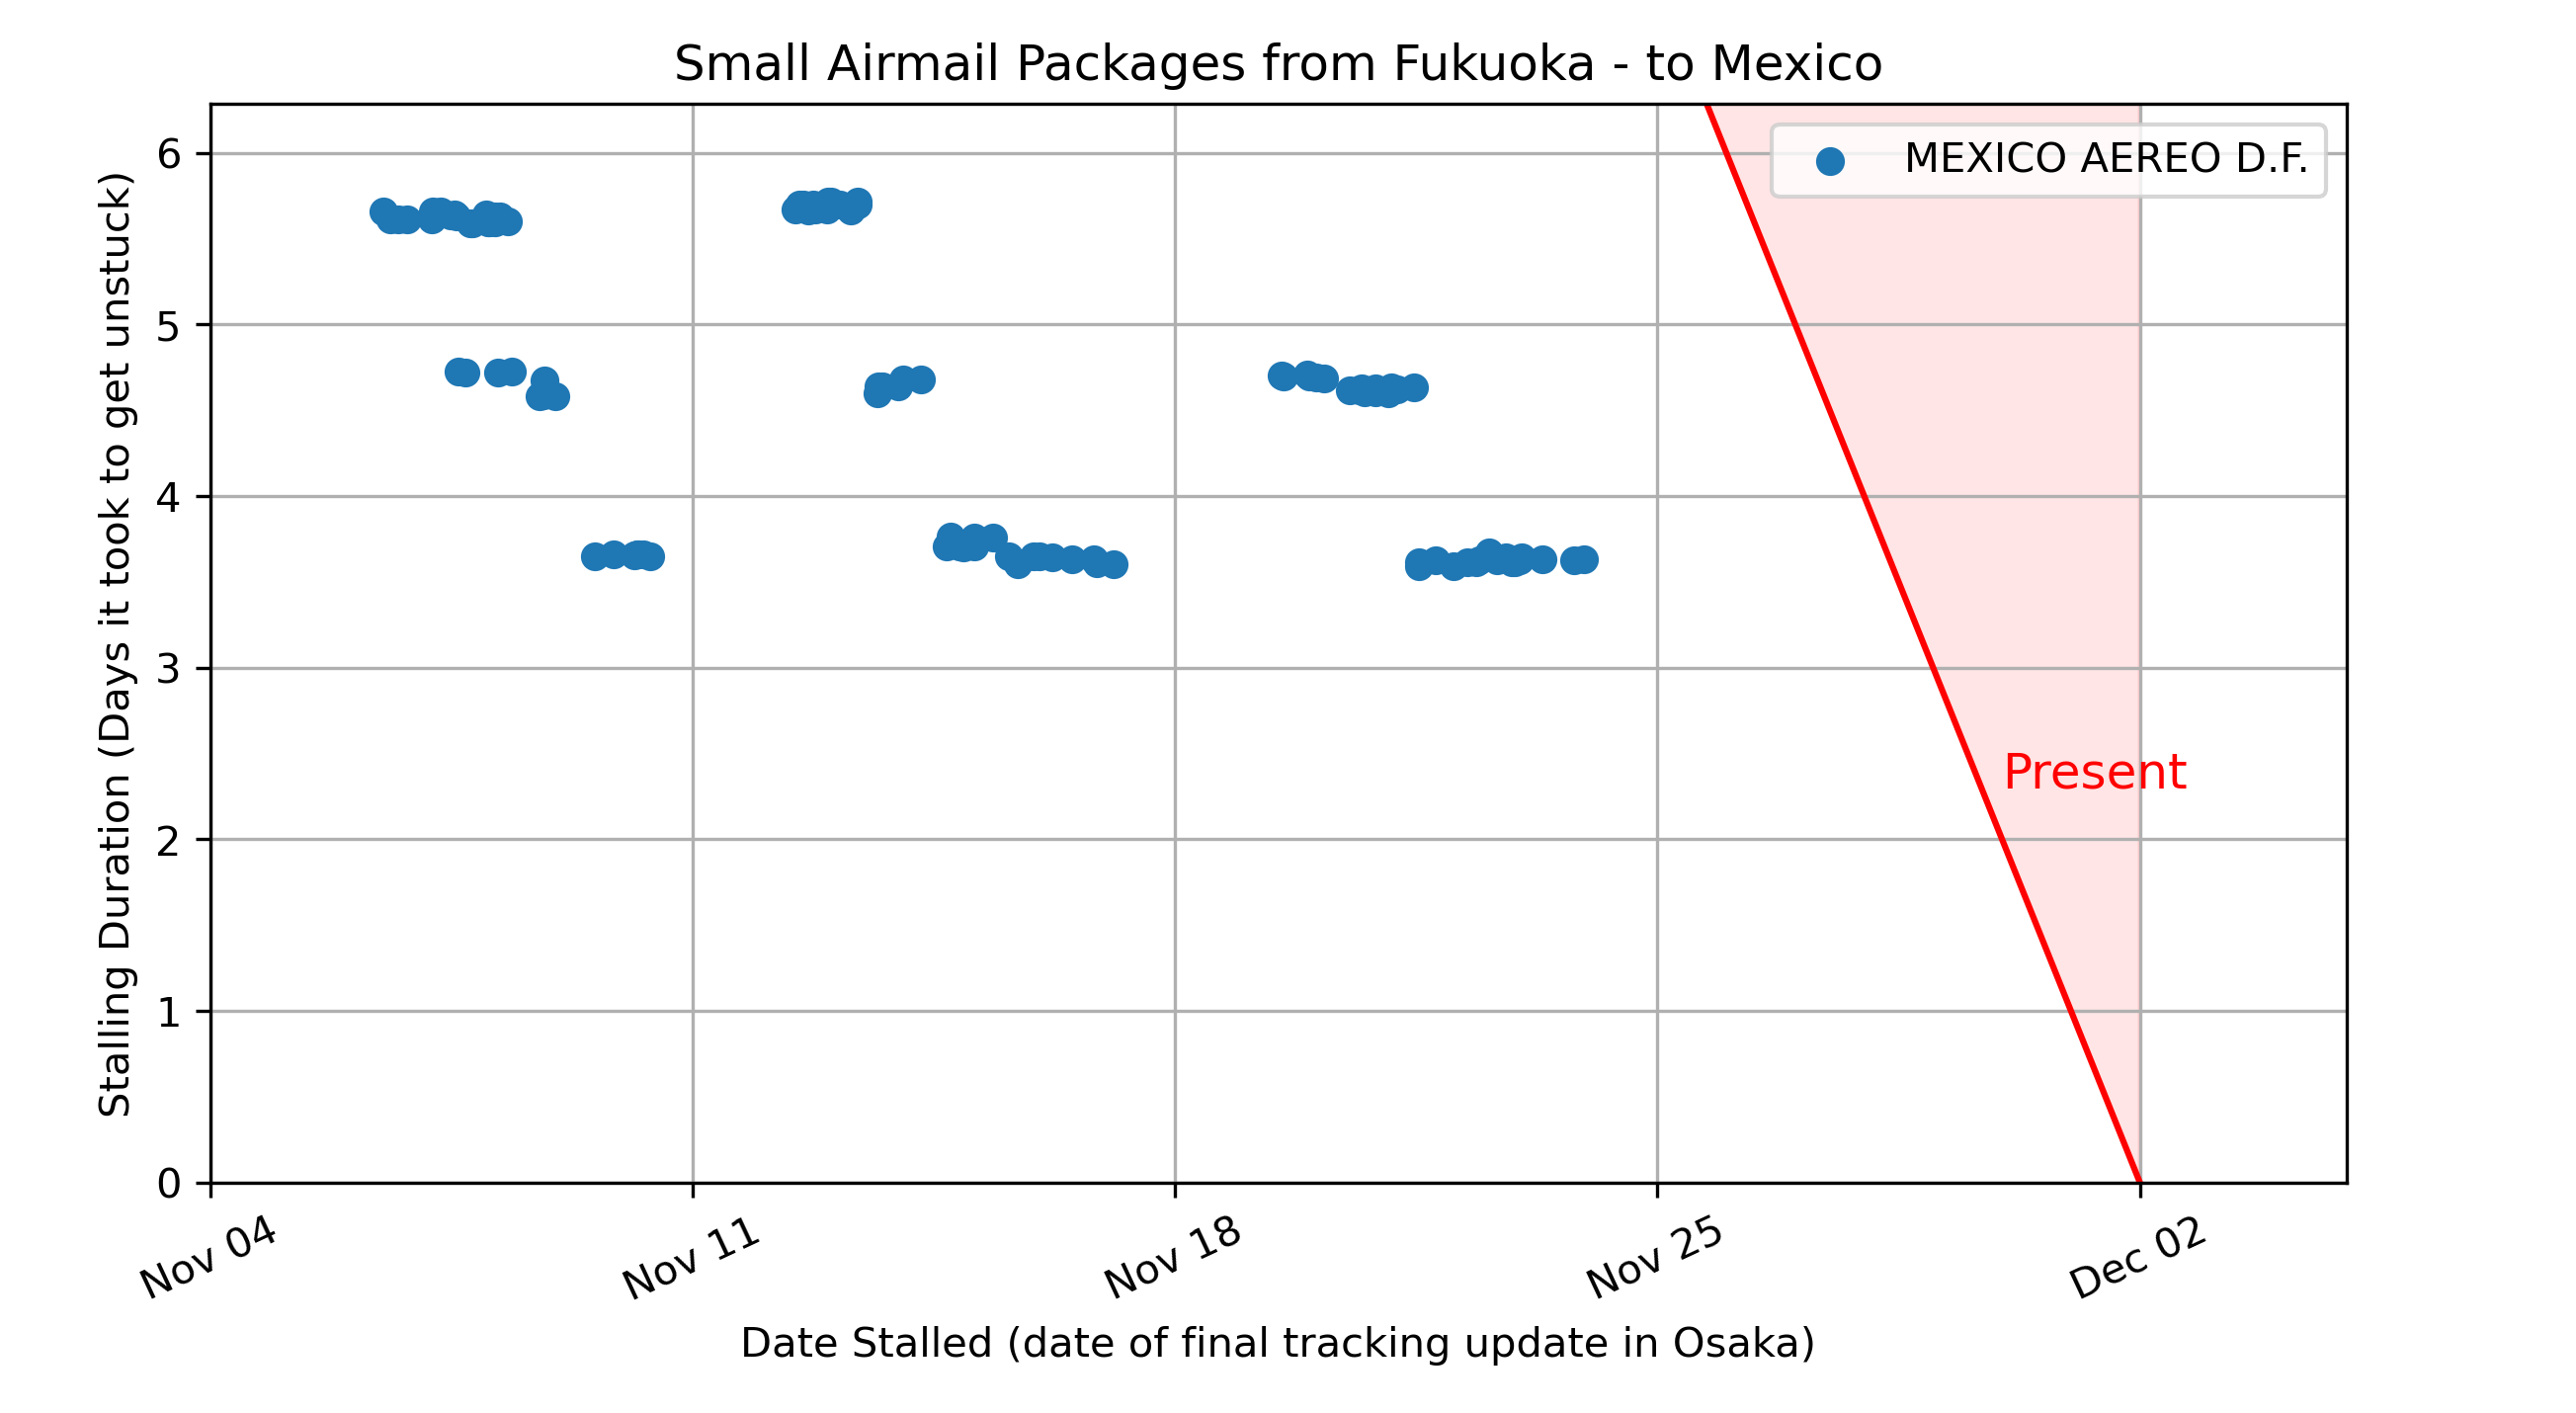 Small Airmail Packages from Fukuoka - to Mexico
MEXICO AEREO D.F.
Stalling Duration (Days it took to get unstuck)
6
5
4
3
2
1
0
Present
Nov 04
Nov 11
Nov 18
Nov 25
Dec 02
Date Stalled (date of final tracking update in Osaka)